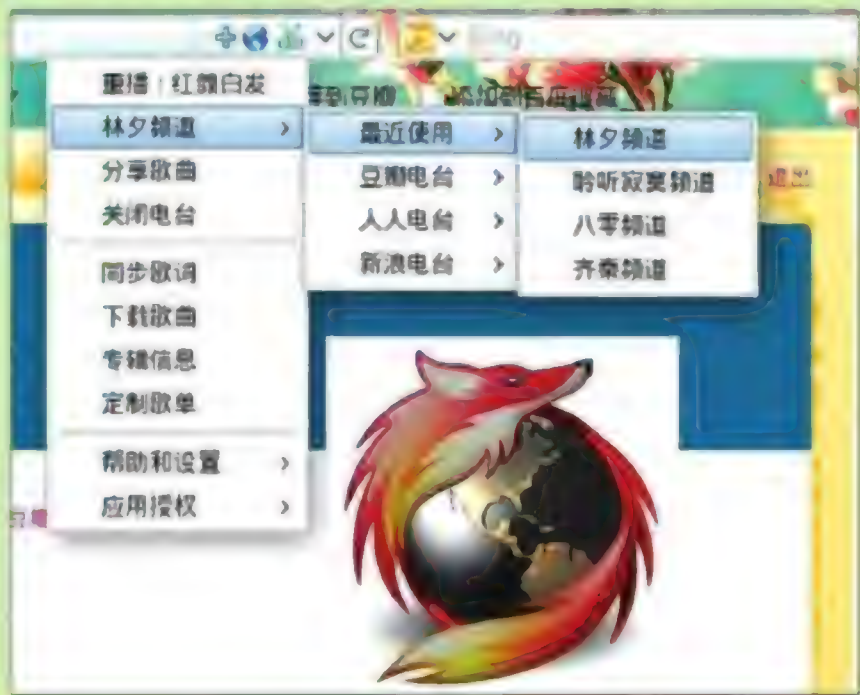 重播：红颜白发
林夕频道
分享歌曲
关闭电台
同步歌词
下载歌曲
专辑信息
定制歌单
帮助和设置
应用授权
最近使用
豆瓣电台
人人电台
新浪电台
林夕频道
聆听寂寞频道
八零频道
齐秦频道
退出